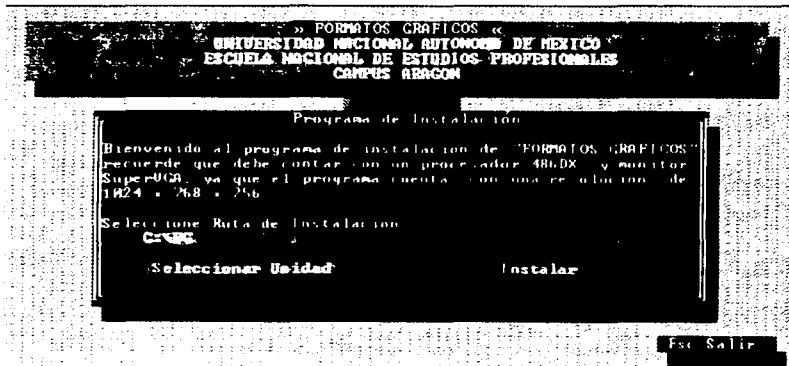 » FORMATOS GRAFICOS «
UNIVERSIDAD NACIONAL AUTONOMA DE MEXICO
ESCUELA NACIONAL DE ESTUDIOS PROFESIONALES
CAMPUS ARAGON
Programa de Instalacion
Bienvenido al programa de instalacion de "FORMATOS GRAFICOS"
recuerde que debe contar con un procesador 486DX y monitor
SuperVGA, ya que el programa cuenta con una resolucion de
1024 x 768 x 256
Seleccione Ruta de Instalacion
Seleccionar Unidad Instalar
Esc Salir